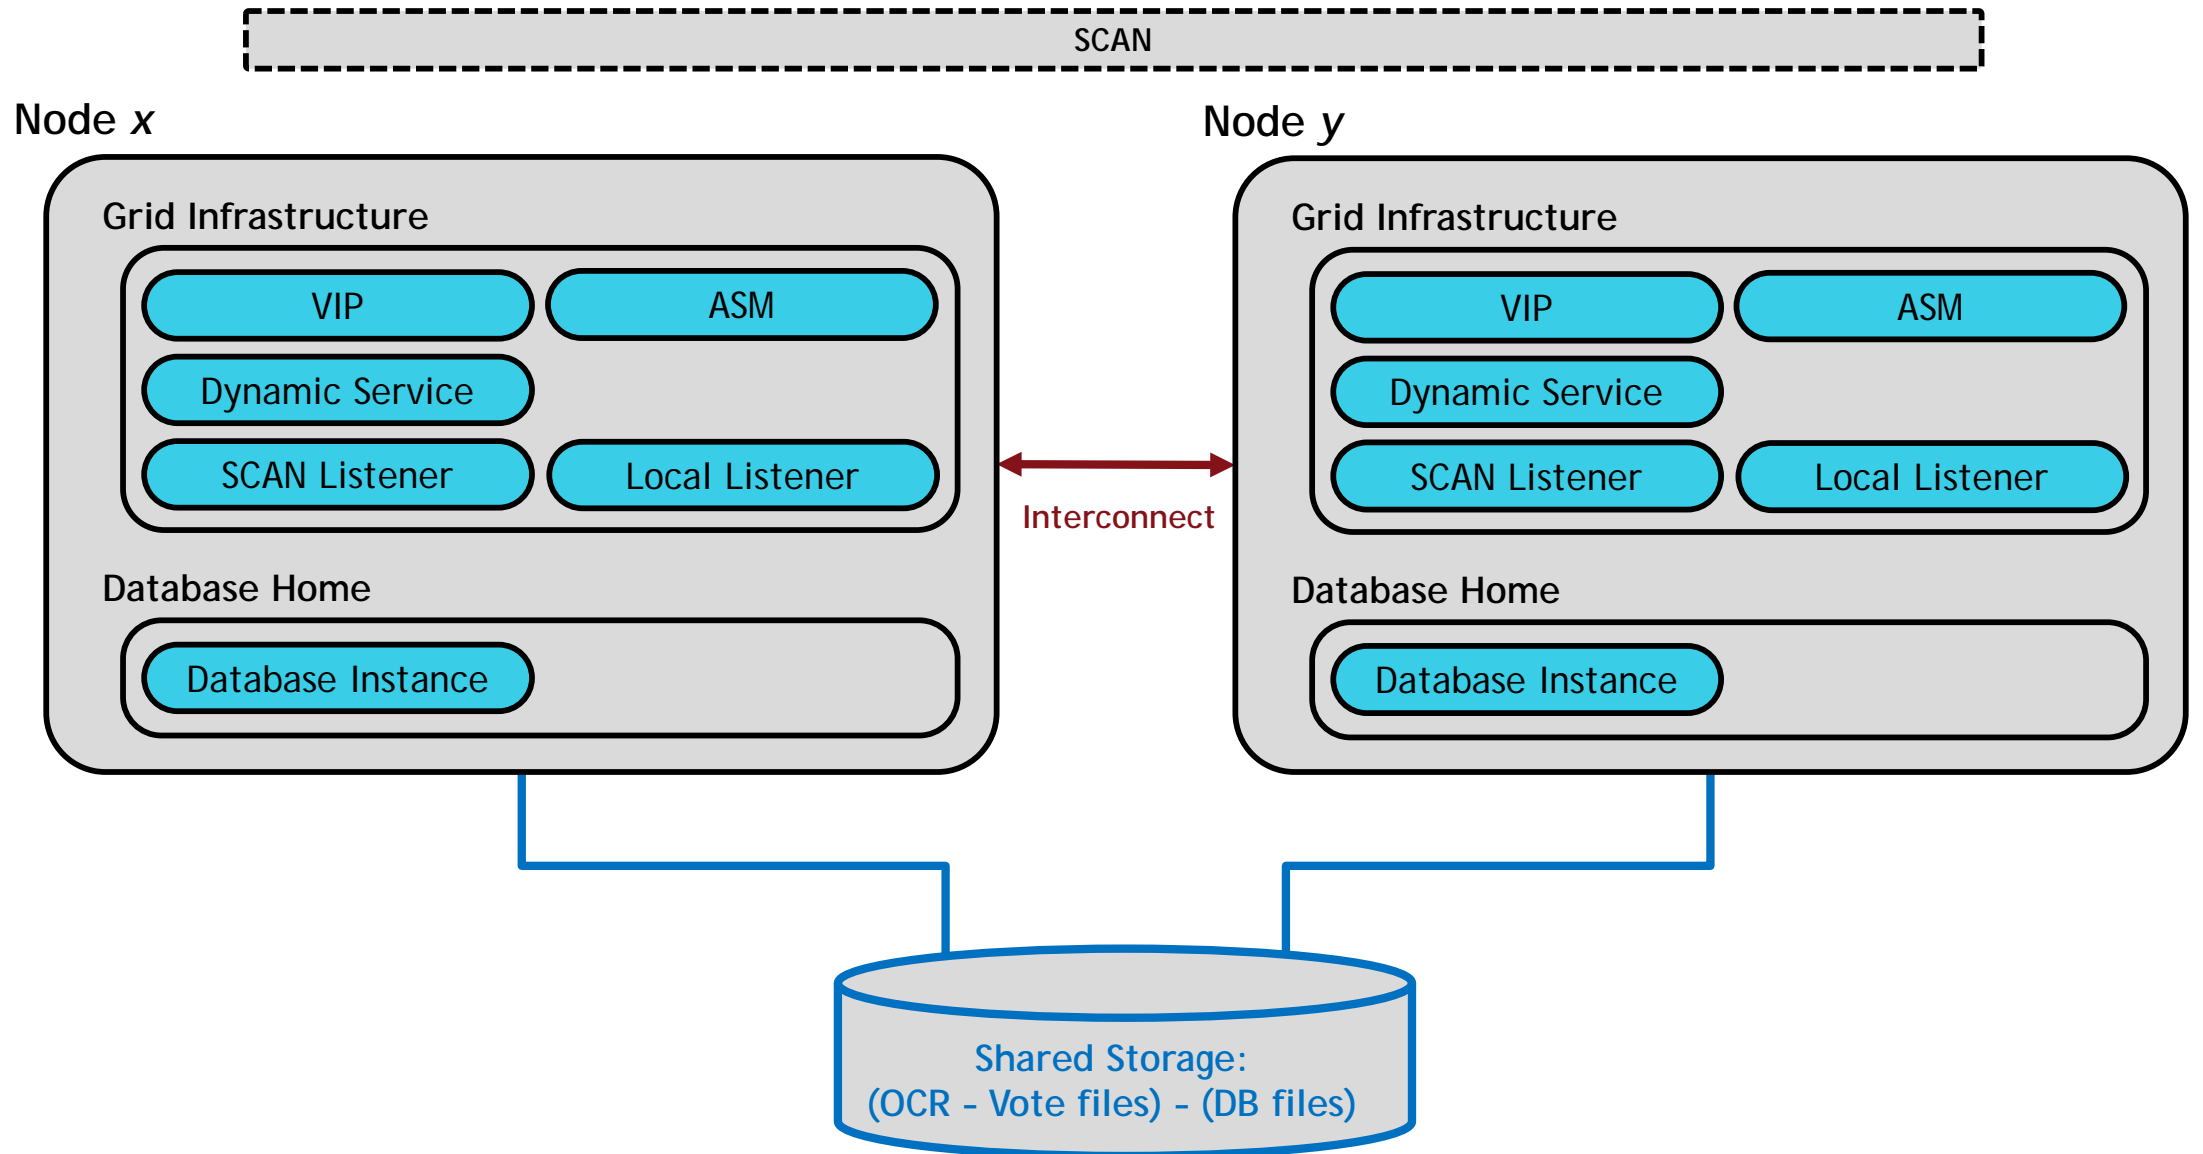 SCAN
Node x
Grid Infrastructure
VIP
ASM
Dynamic Service
SCAN Listener
Local Listener
Database Home
Database Instance
Interconnect
Node y
Grid Infrastructure
VIP
ASM
Dynamic Service
SCAN Listener
Local Listener
Database Home
Database Instance
Shared Storage:
(OCR - Vote files) - (DB files)